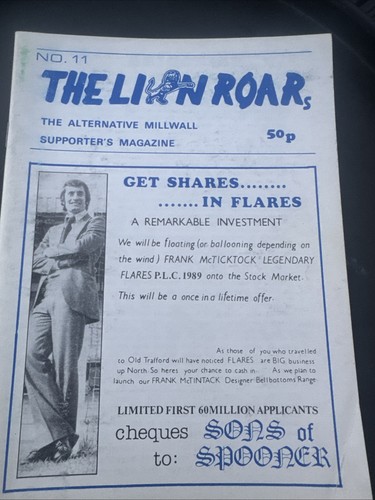 NO. 11
THE LION ROARs
THE ALTERNATIVE MILLWALL
SUPPORTER'S MAGAZINE
50p
GET SHARES........
.......IN FLARES
A REMARKABLE INVESTMENT
We will be floating (or ballooning depending on
the wind) FRANK McTICKTOCK LEGENDARY
FLARES P.L.C. 1989 onto the Stock Market.
This will be a once in a lifetime offer.
As those of you who travelled
to Old Trafford will have noticed FLARES are BIG business
up North. So heres your chance to cash in. As we plan to
launch our FRANK McTINTACK Designer Bellbottoms Range
LIMITED FIRST 60MILLION APPLICANTS
cheques SONS of
to: SPOONER